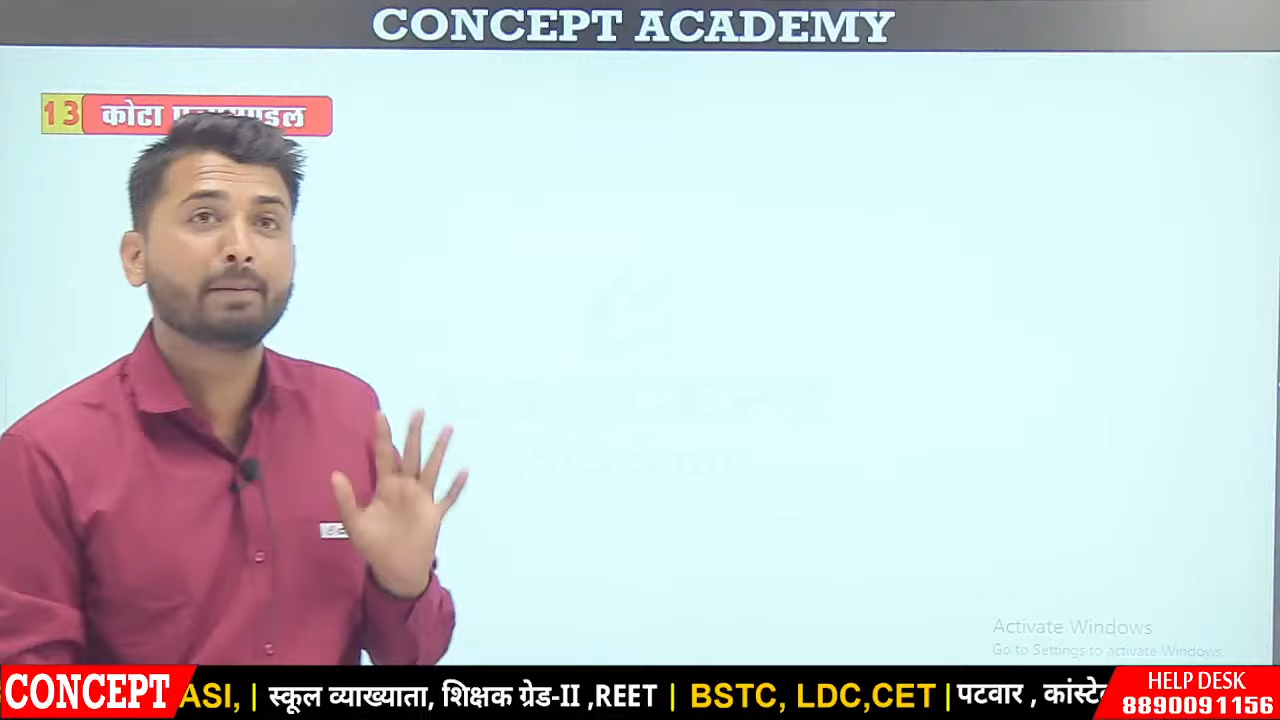 CONCEPT ACADEMY
13 कोटा
CONCEPT
Activate Windows
Go to Settings to activate Windows.
CONCEPT ASI, | स्कूल व्याख्याता, शिक्षक ग्रेड-II ,REET | BSTC, LDC,CET | पटवार ,
HELP DESK
8890091156